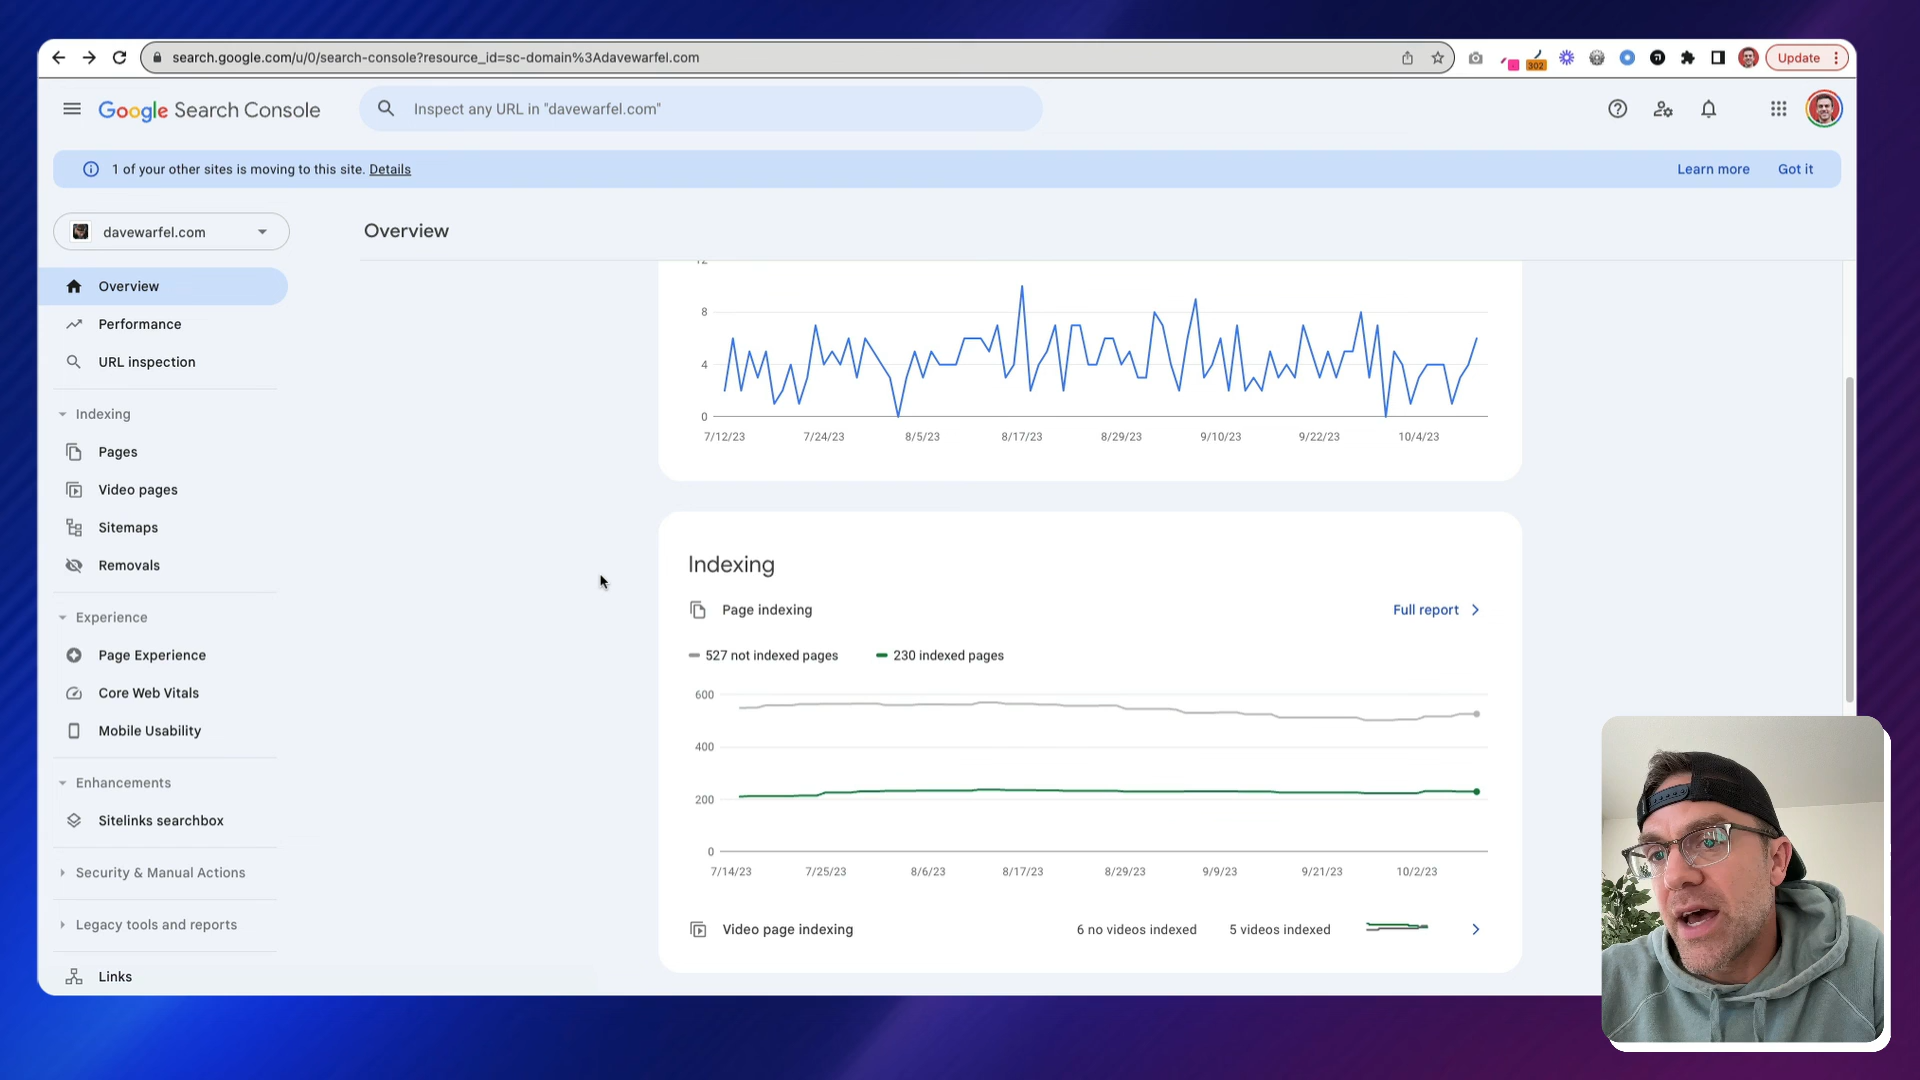 search.google.com/u/0/search-console?resource_id=sc-domain%3Adavewarfel.com
302
Update
Google Search Console
Inspect any URL in "davewarfel.com"
1 of your other sites is moving to this site. Details
Learn more
Got it
davewarfel.com
Overview
Overview
Performance
URL inspection
Indexing
Pages
Video pages
Sitemaps
Removals
Experience
Page Experience
Core Web Vitals
Mobile Usability
Enhancements
Sitelinks searchbox
Security & Manual Actions
Legacy tools and reports
Links
12
8
4
0
7/12/23 7/24/23 8/5/23 8/17/23 8/29/23 9/10/23 9/22/23 10/4/23
Indexing
Page indexing
Full report
527 not indexed pages 230 indexed pages
600
400
200
0
7/14/23 7/25/23 8/6/23 8/17/23 8/29/23 9/9/23 9/21/23 10/2/23
Video page indexing 6 no videos indexed 5 videos indexed